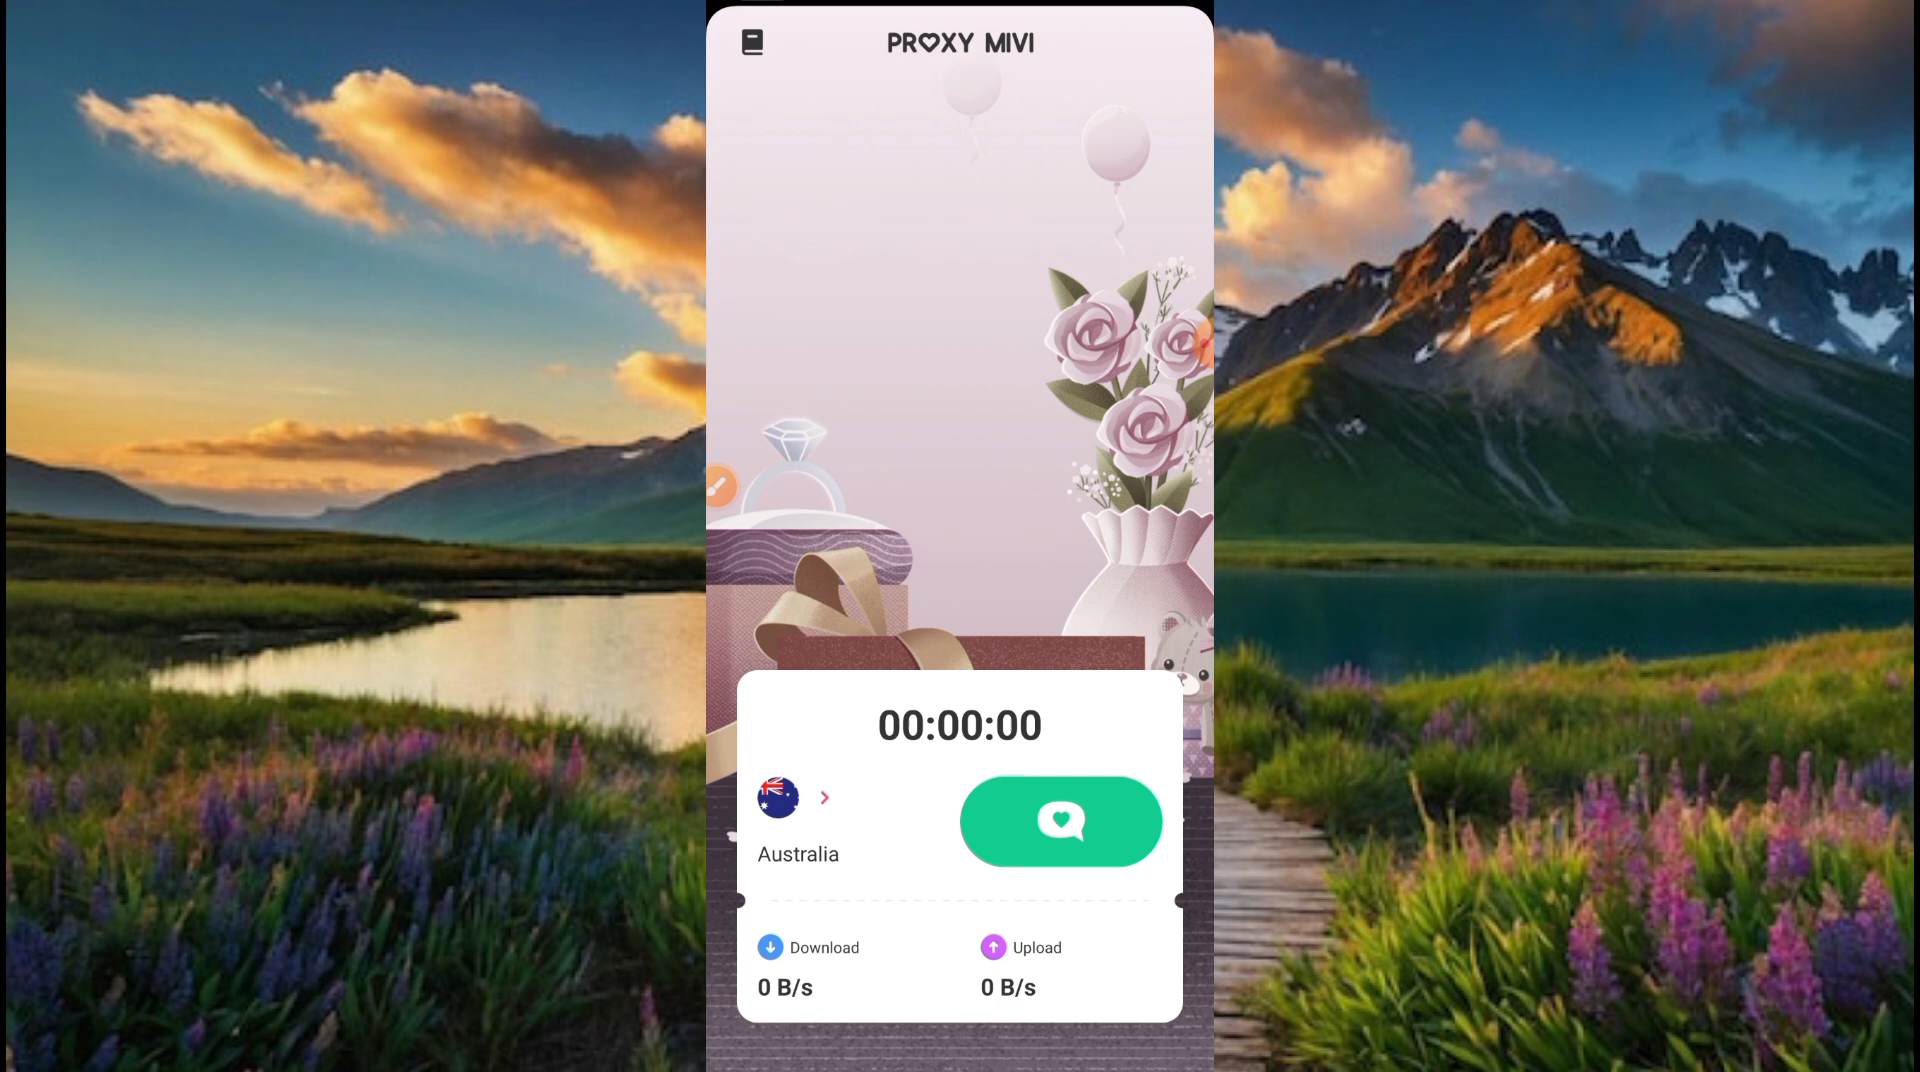 PROXY MIVI
00:00:00
Australia
Download
Upload
0 B/s
0 B/s